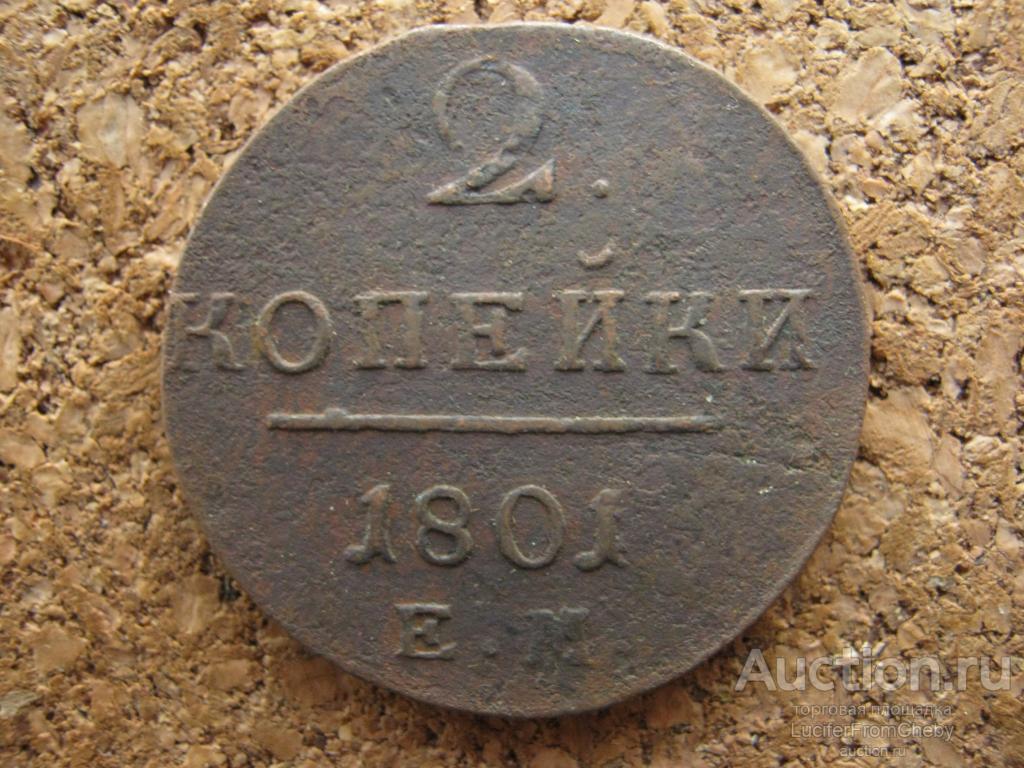 2.
КОПЕЙКИ
1801
Е.М.
Auction.ru
торговая площадка
LuciferFromCheby
auction.ru